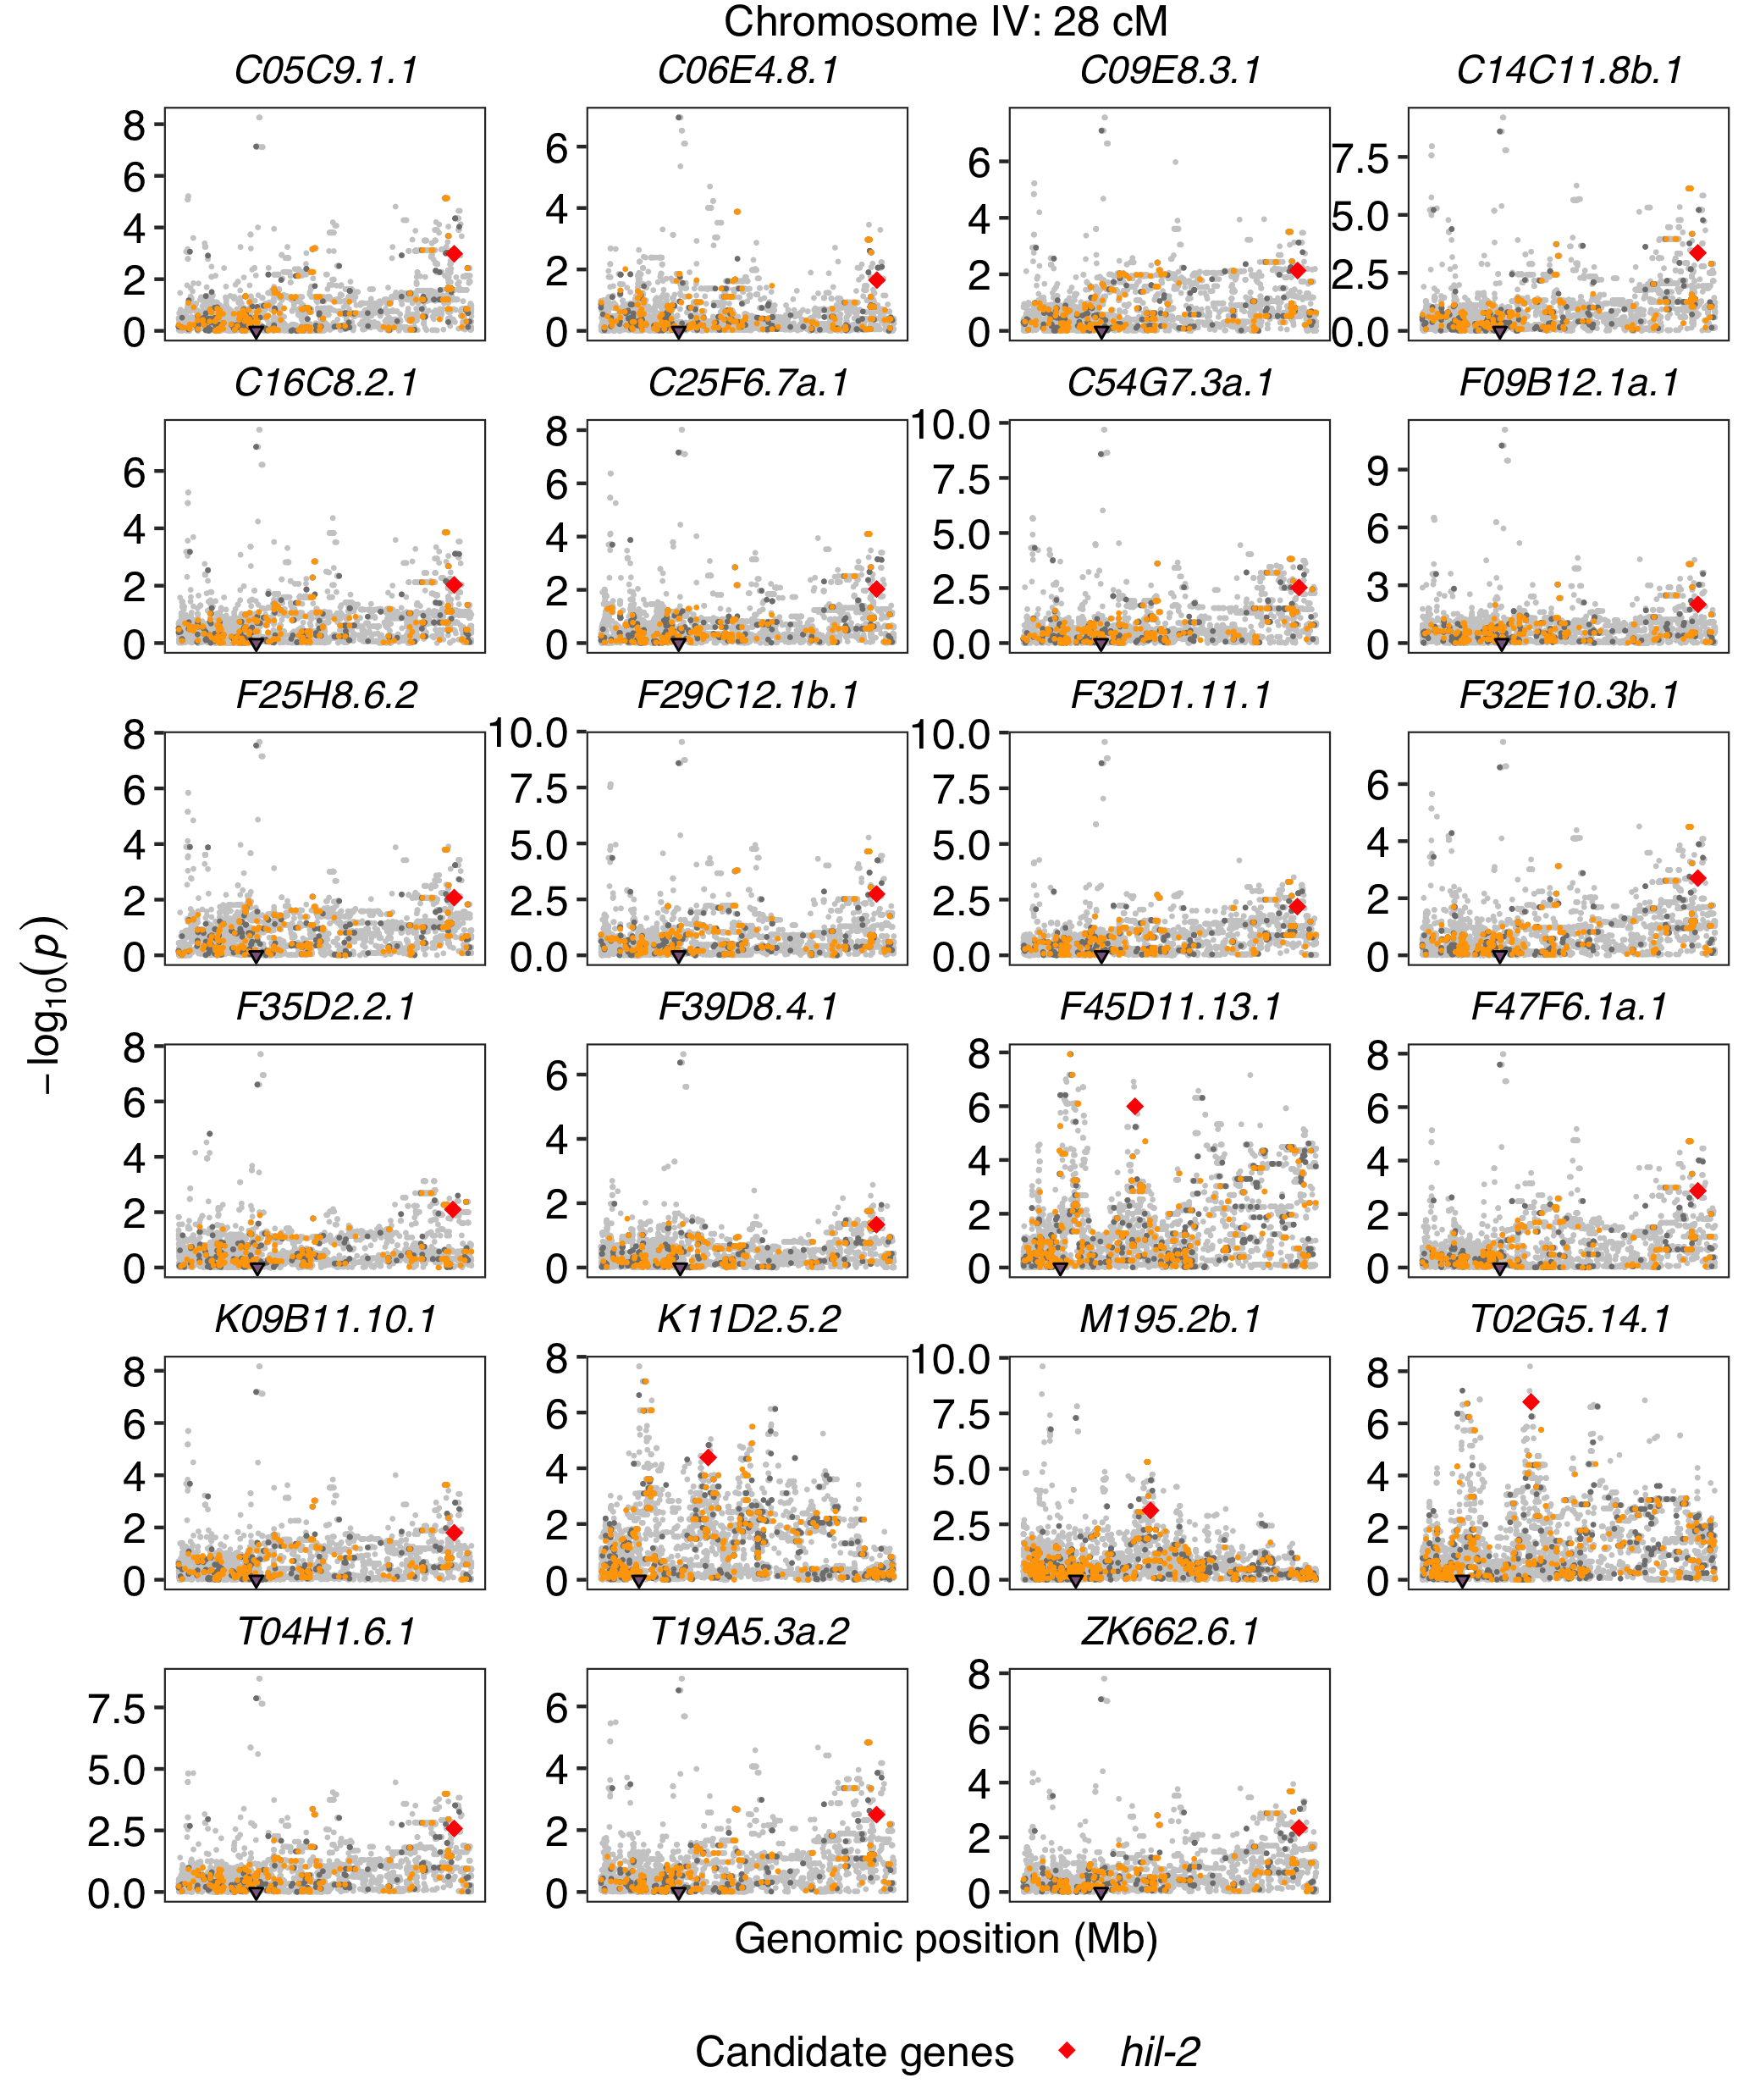 Chromosome IV: 28 cM
C05C9.1.1 C06E4.8.1 C09E8.3.1 C14C11.8b.1
8 6 4 2 0
6 4 2 0
6 4 2 0
7.5 5.0 2.5 0.0
C16C8.2.1 C25F6.7a.1 C54G7.3a.1 F09B12.1a.1
6 4 2 0
8 6 4 2 0
10.0 7.5 5.0 2.5 0.0
9 6 3 0
F25H8.6.2 F29C12.1b.1 F32D1.11.1 F32E10.3b.1
8 6 4 2 0
10.0 7.5 5.0 2.5 0.0
10.0 7.5 5.0 2.5 0.0
6 4 2 0
F35D2.2.1 F39D8.4.1 F45D11.13.1 F47F6.1a.1
8 6 4 2 0
6 4 2 0
8 6 4 2 0
8 6 4 2 0
K09B11.10.1 K11D2.5.2 M195.2b.1 T02G5.14.1
8 6 4 2 0
8 6 4 2 0
10.0 7.5 5.0 2.5 0.0
8 6 4 2 0
T04H1.6.1 T19A5.3a.2 ZK662.6.1
7.5 5.0 2.5 0.0
6 4 2 0
8 6 4 2 0
−log10(p)
Genomic position (Mb)
Candidate genes hil-2